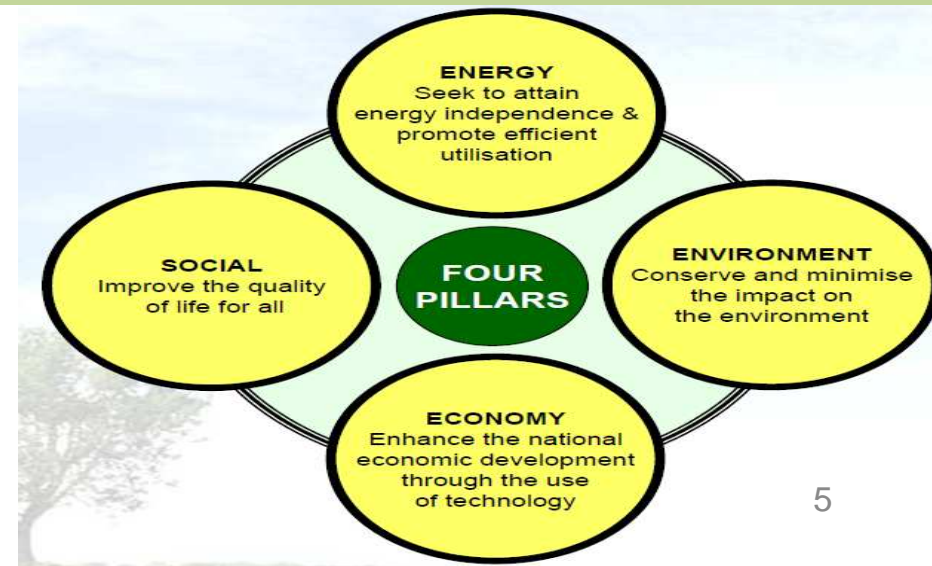 ENERGY
Seek to attain
energy independence &
promote efficient
utilisation
SOCIAL
Improve the quality
of life for all
FOUR
PILLARS
ENVIRONMENT
Conserve and minimise
the impact on
the environment
ECONOMY
Enhance the national
economic development
through the use
of technology
5